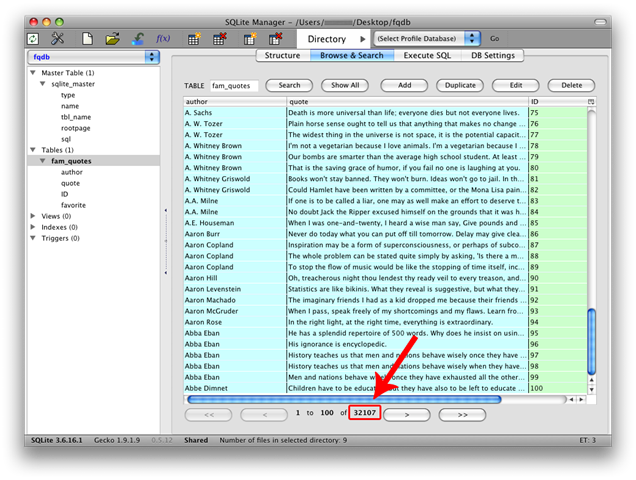 SQLite Manager - /Users/ /Desktop/fqdb
f(x)
Directory
(Select Profile Database)
Go
fqdb
Structure
Browse & Search
Execute SQL
DB Settings
Master Table (1)
sqlite_master
type
name
tbl_name
rootpage
sql
Tables (1)
fam_quotes
author
quote
ID
favorite
Views (0)
Indexes (0)
Triggers (0)
TABLE fam_quotes Search Show All Add Duplicate Edit Delete
author quote ID
A. Sachs Death is more universal than life; everyone dies but not everyone lives. 75
A. W. Tozer Plain horse sense ought to tell us that anything that makes no change ... 76
A. W. Tozer The widest thing in the universe is not space, it is the potential capacit... 77
A. Whitney Brown I'm not a vegetarian because I love animals. I'm a vegetarian because I ... 78
A. Whitney Brown Our bombs are smarter than the average high school student. At least ... 79
A. Whitney Brown That is the saving grace of humor, if you fail no one is laughing at you. 80
A. Whitney Griswold Books won't stay banned. They won't burn. Ideas won't go to jail. In th... 81
A. Whitney Griswold Could Hamlet have been written by a committee, or the Mona Lisa pain... 82
A.A. Milne If one is to be called a liar, one may as well make an effort to deserve t... 83
A.A. Milne No doubt Jack the Ripper excused himself on the grounds that it was h... 84
A.E. Houseman When I was one-and-twenty, I heard a wise man say, Give pounds and ... 85
Aaron Burr Never do today what you can put off till tomorrow. Delay may give clea... 86
Aaron Copland Inspiration may be a form of superconsciousness, or perhaps of subco... 87
Aaron Copland The whole problem can be stated quite simply by asking, 'Is there a m... 88
Aaron Copland To stop the flow of music would be like the stopping of time itself, inc... 89
Aaron Hill Oh, treacherous night thou lendest thy ready veil to every treason, and... 90
Aaron Levenstein Statistics are like bikinis. What they reveal is suggestive, but what they... 91
Aaron Machado The imaginary friends I had as a kid dropped me because their friends ... 92
Aaron McGruder When I pass, speak freely of my shortcomings and my flaws. Learn fro... 93
Aaron Rose In the right light, at the right time, everything is extraordinary. 94
Abba Eban He has a splendid repertoire of 500 words. Why does he insist on usin... 95
Abba Eban His ignorance is encyclopedic. 96
Abba Eban History teaches us that men and nations behave wisely once they have ... 97
Abba Eban History teaches us that men and nations behave wisely when they have... 98
Abba Eban Men and nations behave wisely once they have exhausted all the other... 99
Abbe Dimnet Children have to be educated, but they have also to be left to educate ... 100
<< < 1 to 100 of 32107 > >>
SQLite 3.6.16.1 Gecko 1.9.1.9 0.5.12 Shared Number of files in selected directory: 9 ET: 3